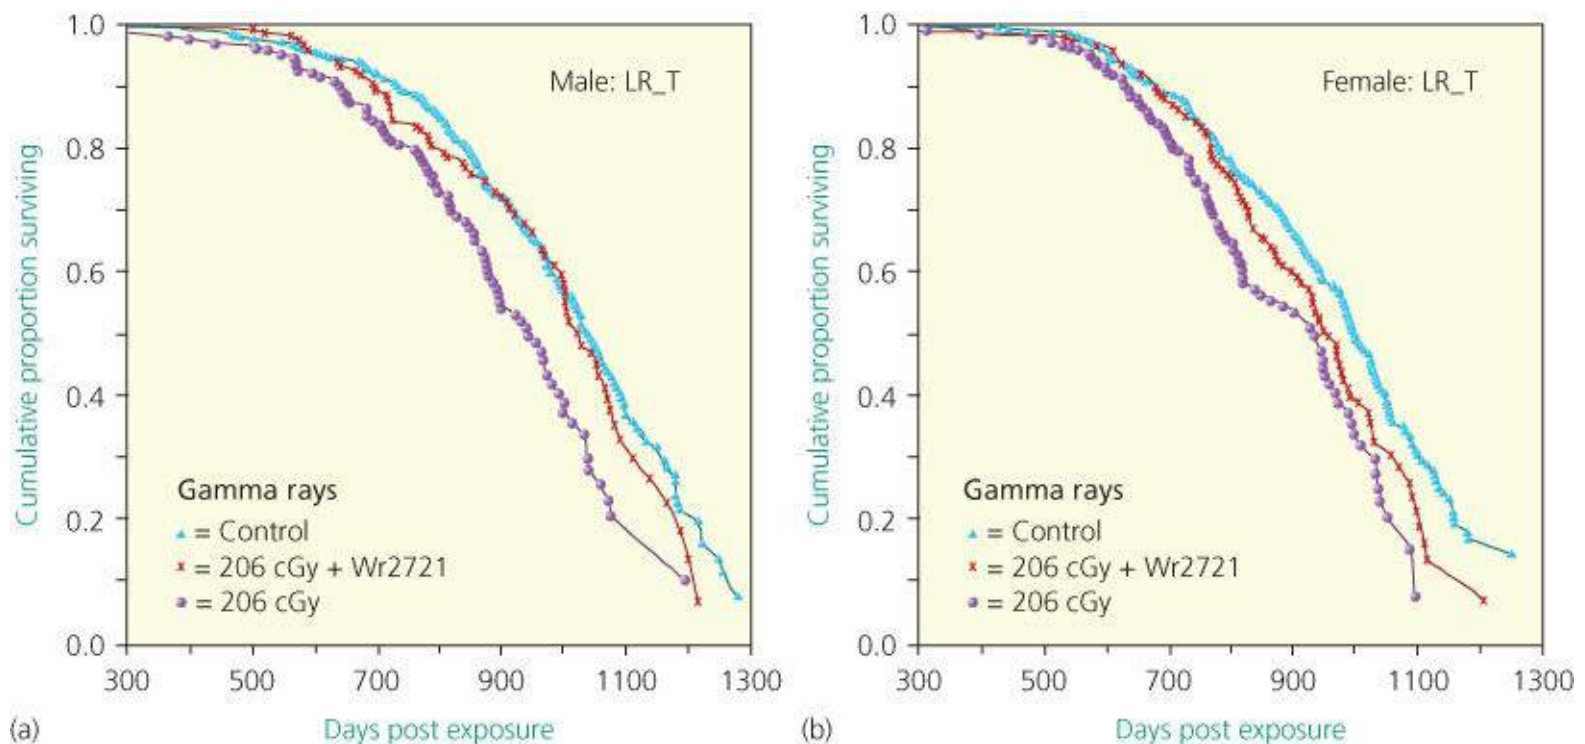 1.0
0.8
0.6
0.4
0.2
0.0
Cumulative proportion surviving
Male: LR_T
Gamma rays
= Control
= 206 cGy + Wr2721
= 206 cGy
300 500 700 900 1100 1300
(a)
Days post exposure
1.0
0.8
0.6
0.4
0.2
0.0
Cumulative proportion surviving
Female: LR_T
Gamma rays
= Control
= 206 cGy + Wr2721
= 206 cGy
300 500 700 900 1100 1300
(b)
Days post exposure